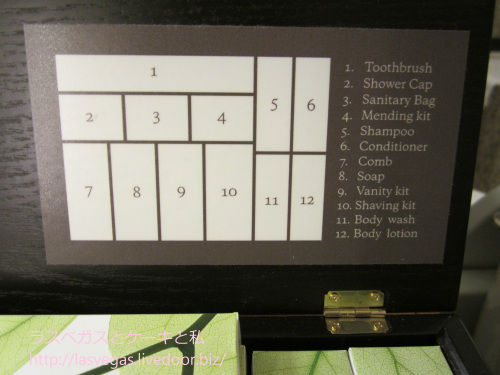 1
2
3
4
5
6
7
8
9
10
11
12
1. Toothbrush
2. Shower Cap
3. Sanitary Bag
4. Mending kit
5. Shampoo
6. Conditioner
7. Comb
8. Soap
9. Vanity kit
10. Shaving kit
11. Body wash
12. Body lotion
ラスベガスとケーキと私
http://lasvegas.livedoor.biz/